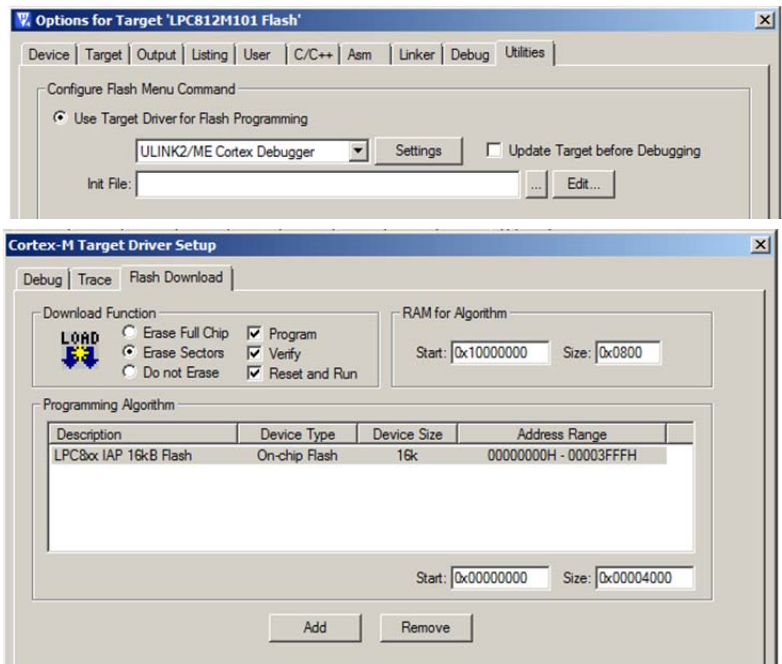 Options for Target 'LPC812M101 Flash'
Device Target Output Listing User C/C++ Asm Linker Debug Utilities
Configure Flash Menu Command
Use Target Driver for Flash Programming
ULINK2/ME Cortex Debugger Settings Update Target before Debugging
Init File: ... Edit...
Cortex-M Target Driver Setup
Debug Trace Flash Download
Download Function RAM for Algorithm
LOAD Erase Full Chip Program
Erase Sectors Verify Start: 0x10000000 Size: 0x0800
Do not Erase Reset and Run
Programming Algorithm
Description Device Type Device Size Address Range
LPC8xx IAP 16kB Flash On-chip Flash 16k 00000000H - 00003FFFH
Start: 0x00000000 Size: 0x00004000
Add Remove